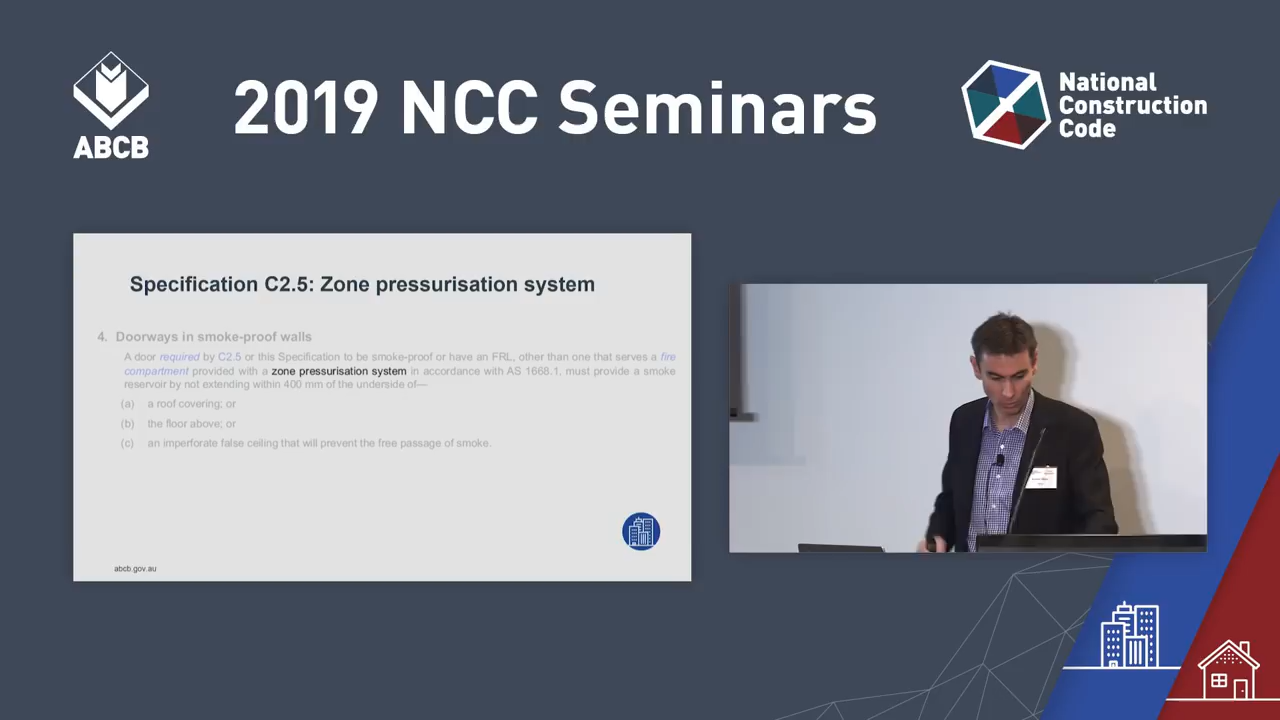 ABCB
2019 NCC Seminars
National
Construction
Code
Specification C2.5: Zone pressurisation system
4. Doorways in smoke-proof walls
A door required by C2.5 or this Specification to be smoke-proof or have an FRL, other than one that serves a fire
compartment provided with a zone pressurisation system in accordance with AS 1668.1, must provide a smoke
reservoir by not extending within 400 mm of the underside of—
(a) a roof covering; or
(b) the floor above; or
(c) an imperforate false ceiling that will prevent the free passage of smoke.
abcb.gov.au